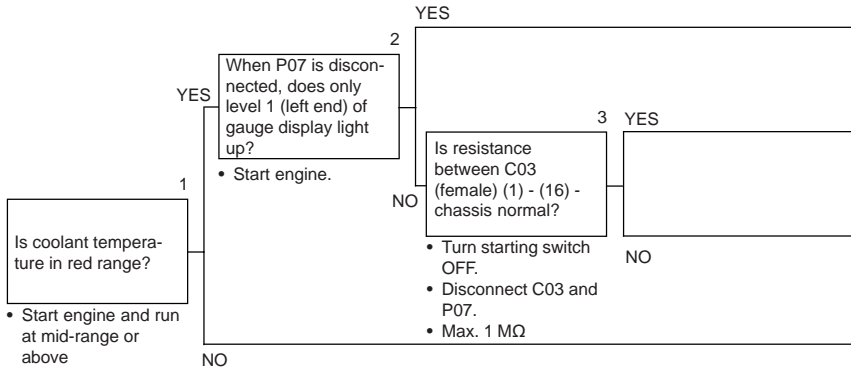 YES
2
When P07 is discon-
nected, does only
level 1 (left end) of
gauge display light
up?
YES
• Start engine.
3
YES
Is resistance
between C03
(female) (1) - (16) -
chassis normal?
NO
NO
• Turn starting switch
OFF.
• Disconnect C03 and
P07.
• Max. 1 MΩ
1
Is coolant tempera-
ture in red range?
• Start engine and run
at mid-range or
above
NO